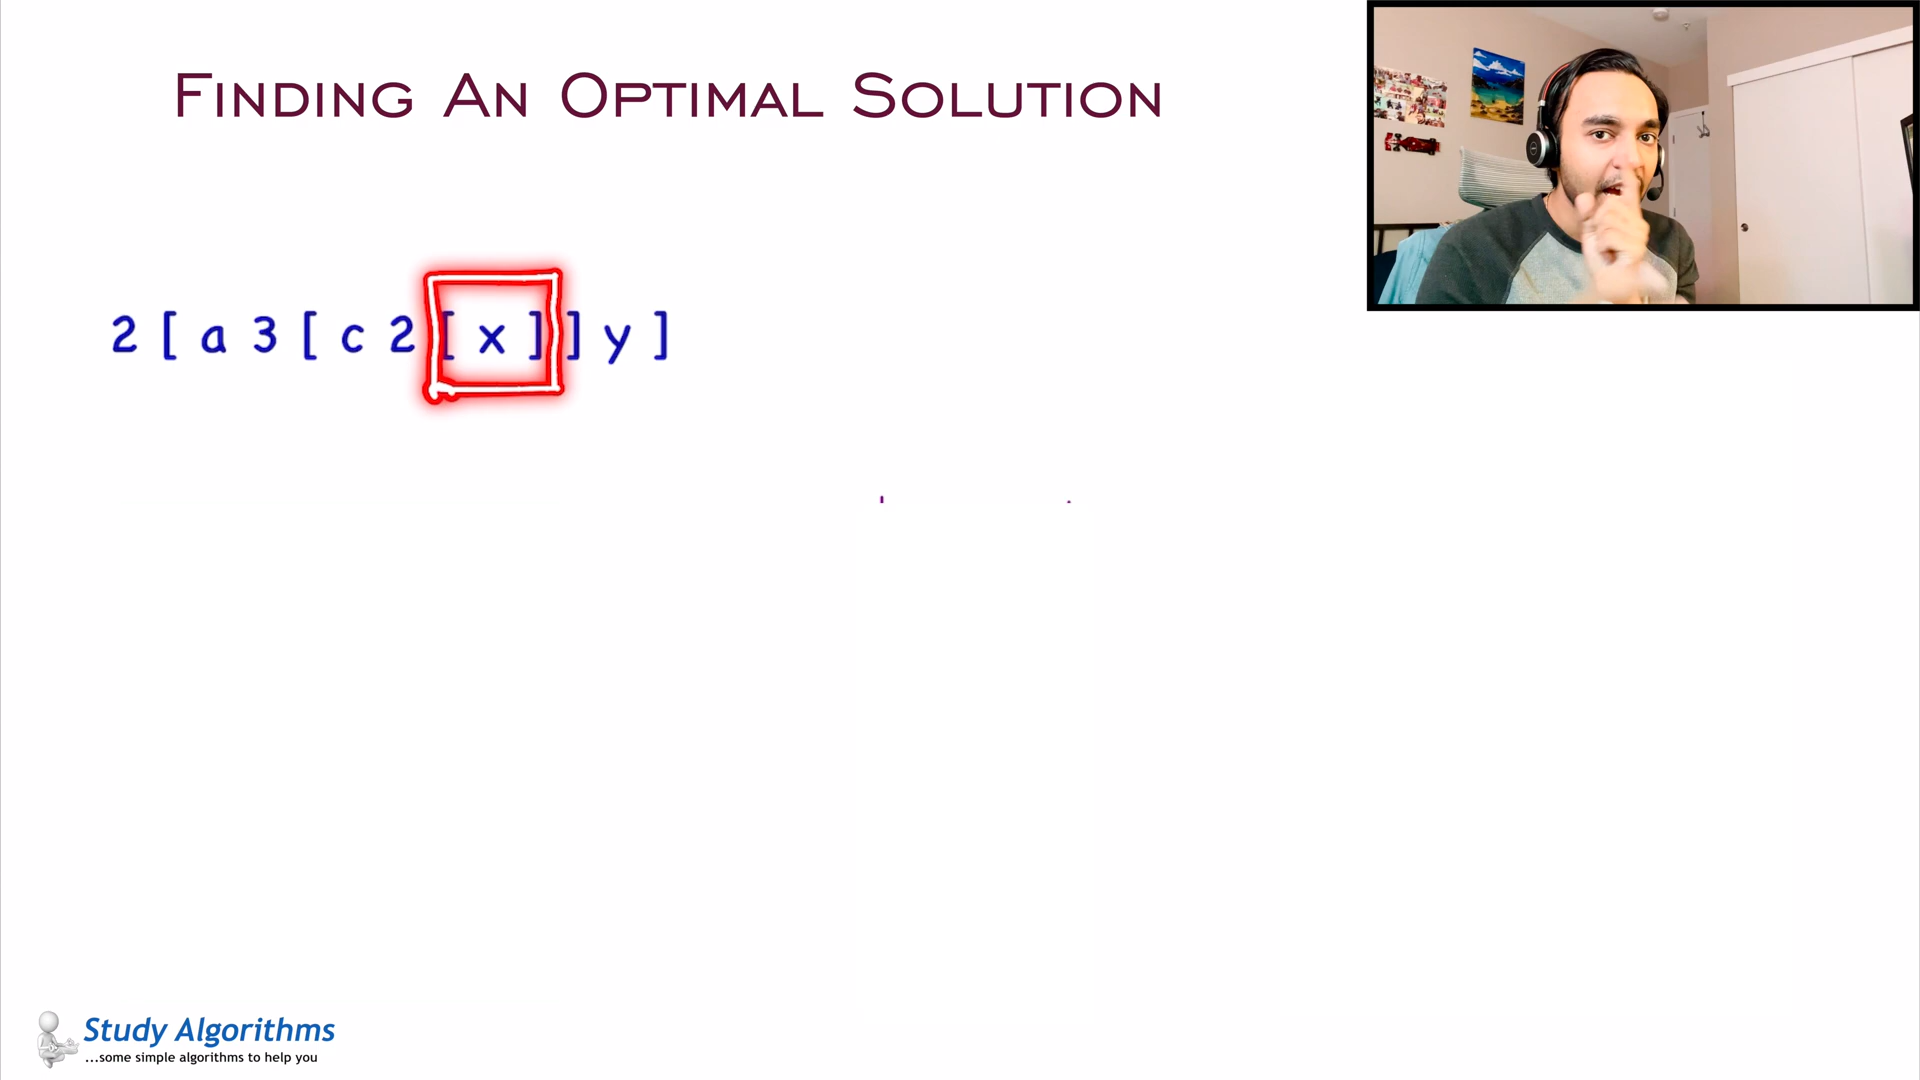 Finding An Optimal Solution
2 [ a 3 [ c 2 [ x ] ] y ]
Study Algorithms
...some simple algorithms to help you